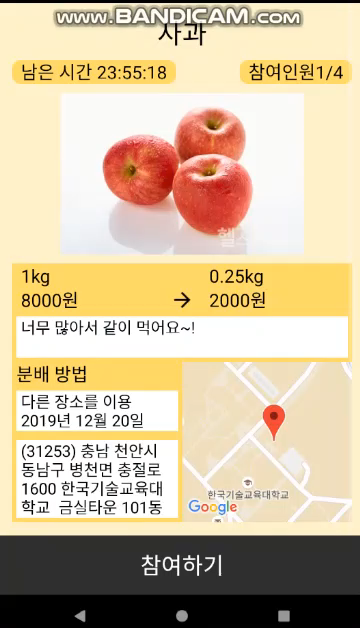 www.BANDICAM.com
사과
남은 시간 23:55:18
참여인원1/4
1kg
8000원
→
0.25kg
2000원
너무 많아서 같이 먹어요~!
분배 방법
다른 장소를 이용
2019년 12월 20일
(31253) 충남 천안시
동남구 병천면 충절로
1600 한국기술교육대
학교  금실타운 101동
한국기술교육대학교
Google
참여하기